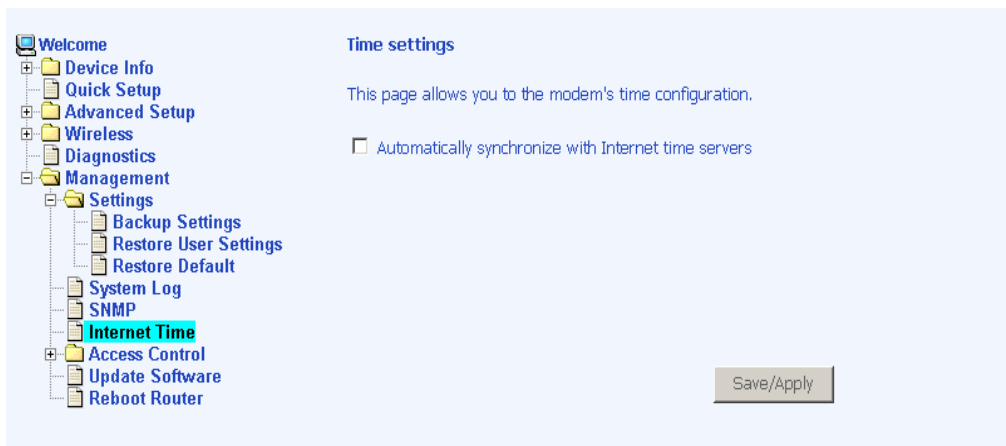 Welcome
Device Info
Quick Setup
Advanced Setup
Wireless
Diagnostics
Management
Settings
Backup Settings
Restore User Settings
Restore Default
System Log
SNMP
Internet Time
Access Control
Update Software
Reboot Router
Time settings
This page allows you to the modem's time configuration.
Automatically synchronize with Internet time servers
Save/Apply